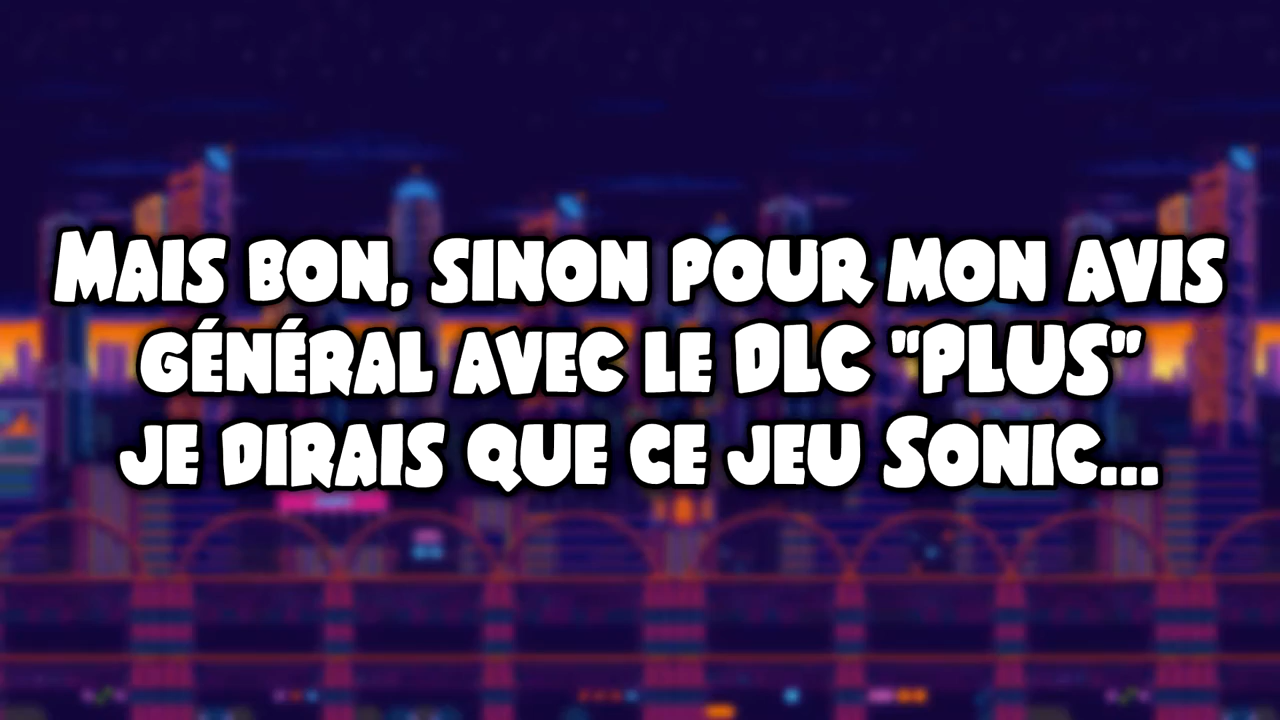 Mais bon, sinon pour mon avis
général avec le DLC "PLUS"
je dirais que ce jeu Sonic...